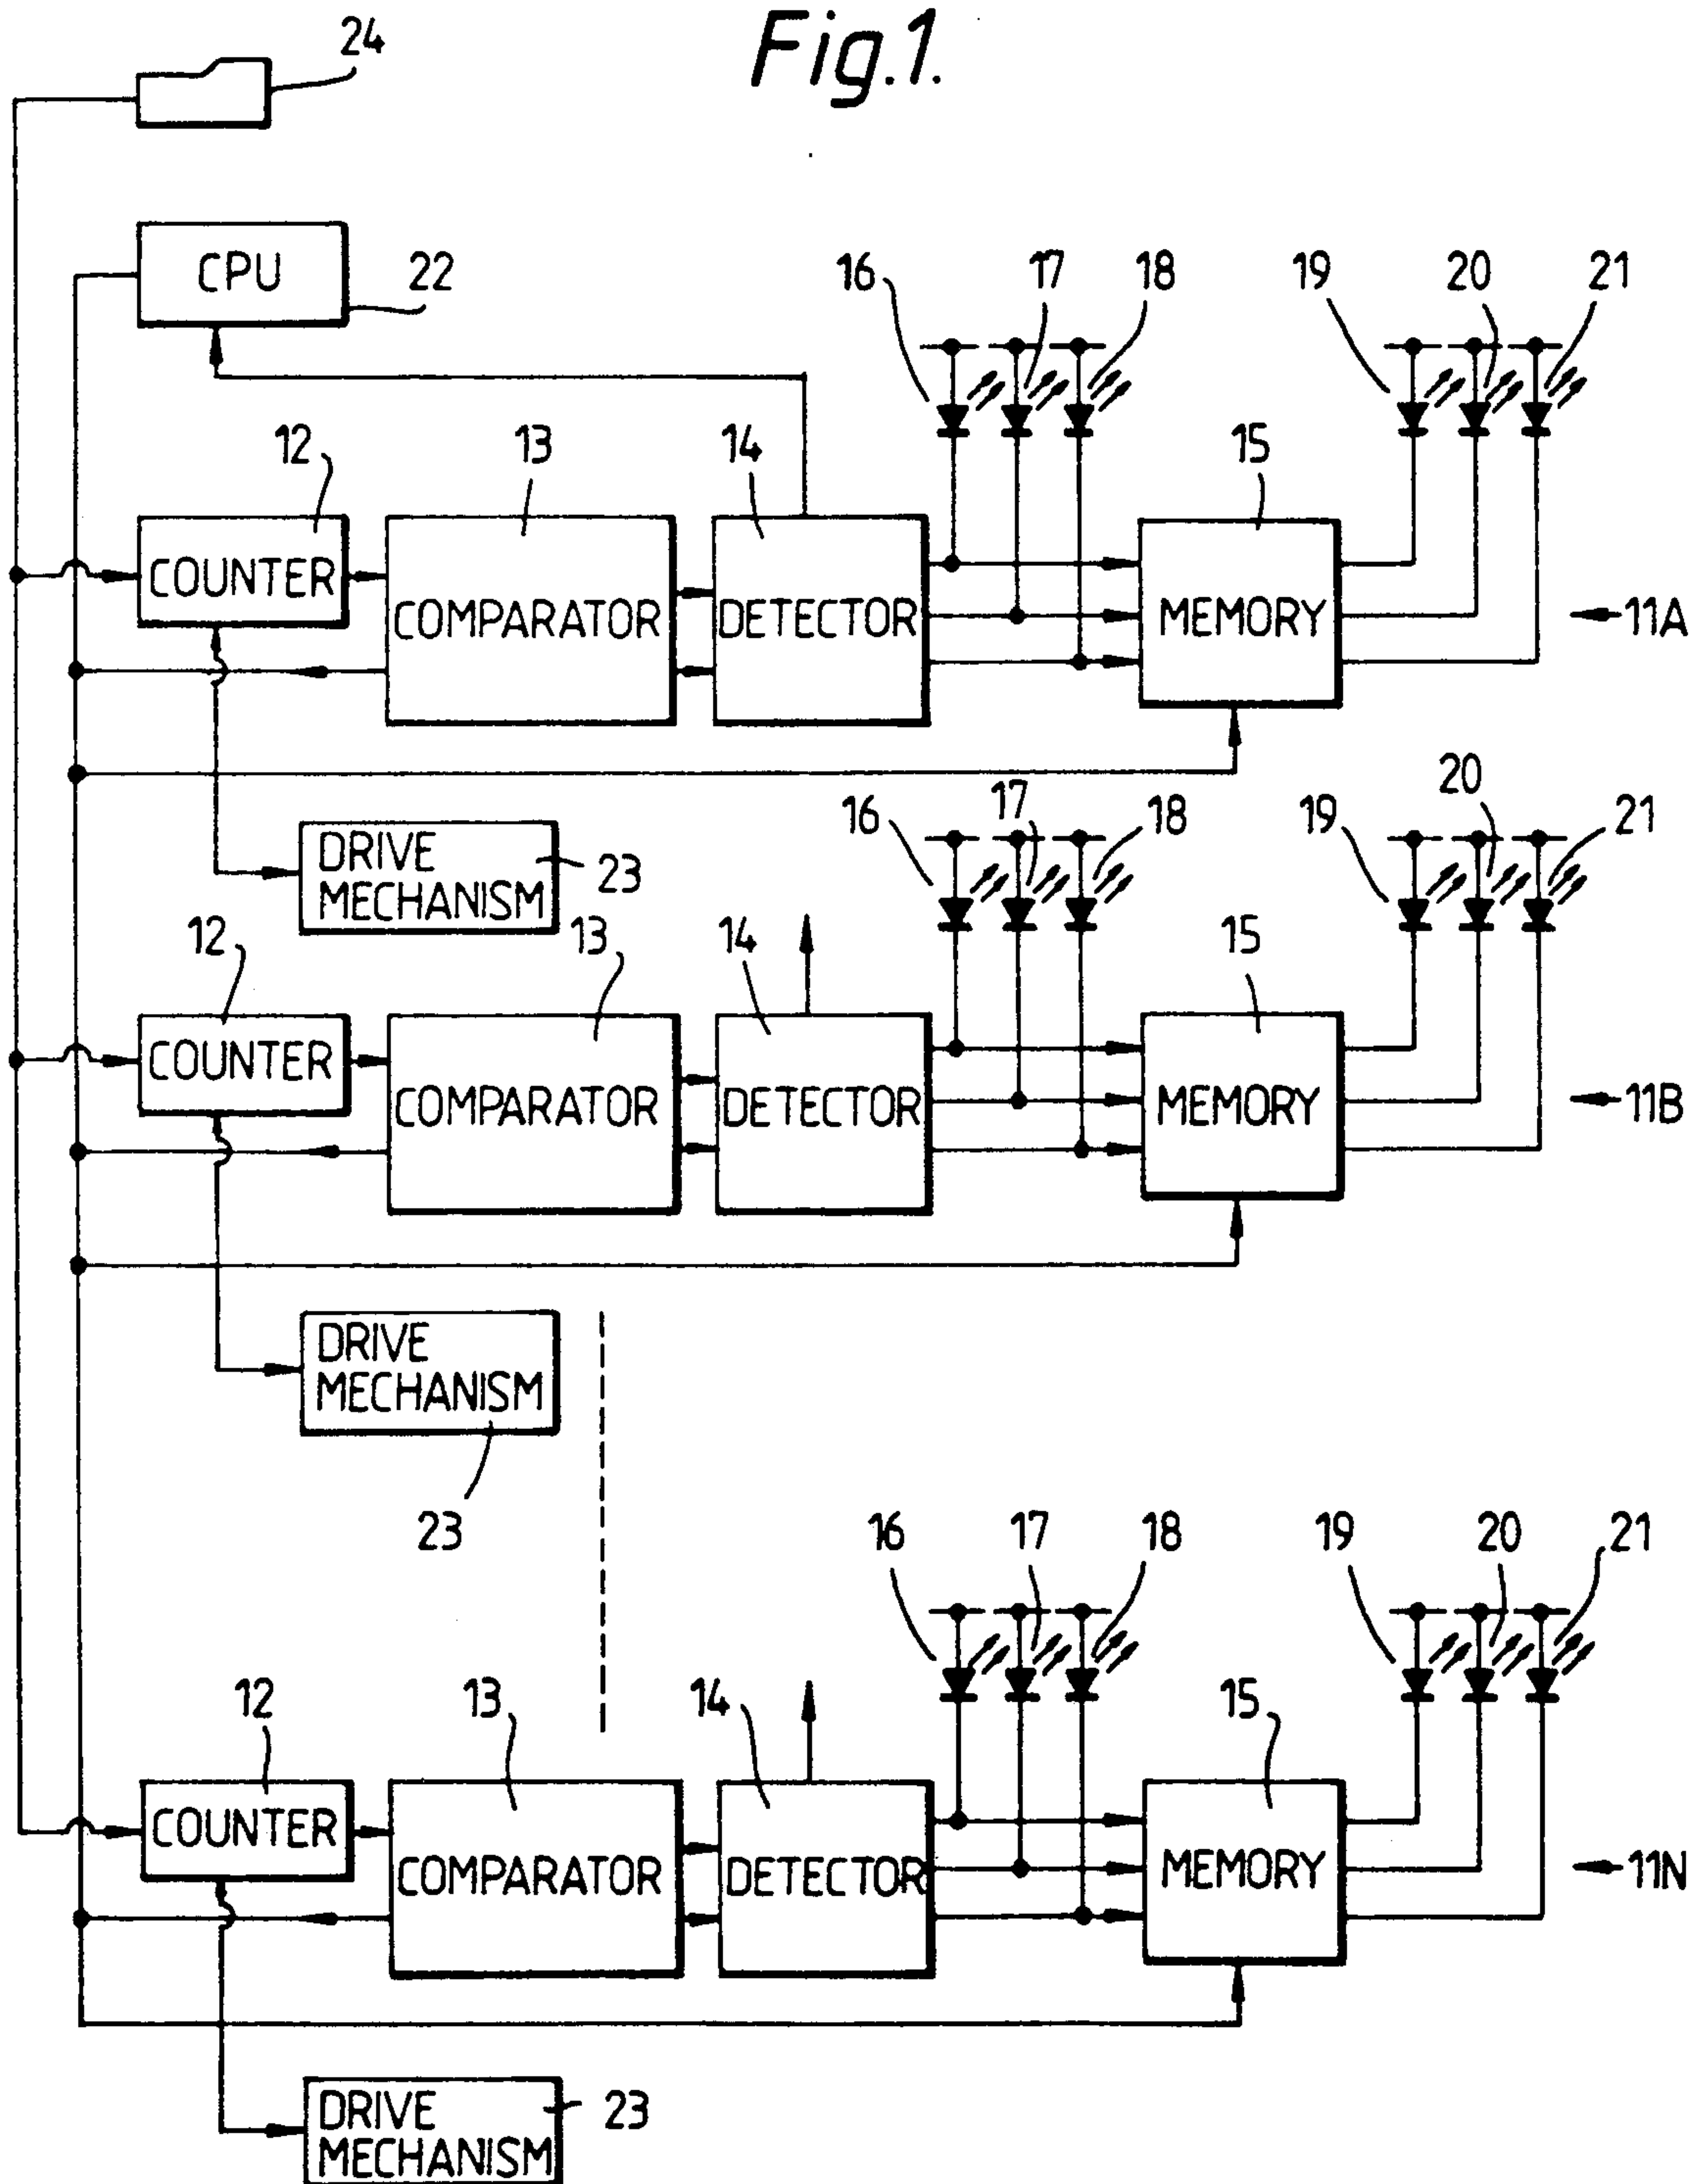 Fig.1.
24
CPU
22
16 17 18 19 20 21
12 13 14 15
COUNTER
COMPARATOR
DETECTOR
MEMORY
11A
DRIVE
MECHANISM
23
16 17 18 19 20 21
12 13 14 15
COUNTER
COMPARATOR
DETECTOR
MEMORY
11B
DRIVE
MECHANISM
23
16 17 18 19 20 21
12 13 14 15
COUNTER
COMPARATOR
DETECTOR
MEMORY
11N
DRIVE
MECHANISM
23